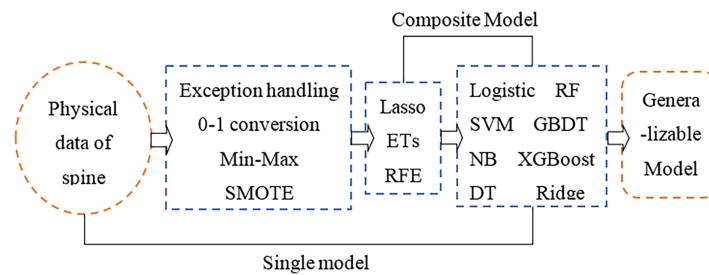 Composite Model
Physical
data of
spine
Exception handling
0-1 conversion
Min-Max
SMOTE
Lasso
ETs
RFE
Logistic RF
SVM GBDT
NB XGBoost
DT Ridge
Genera
-lizable
Model
Single model